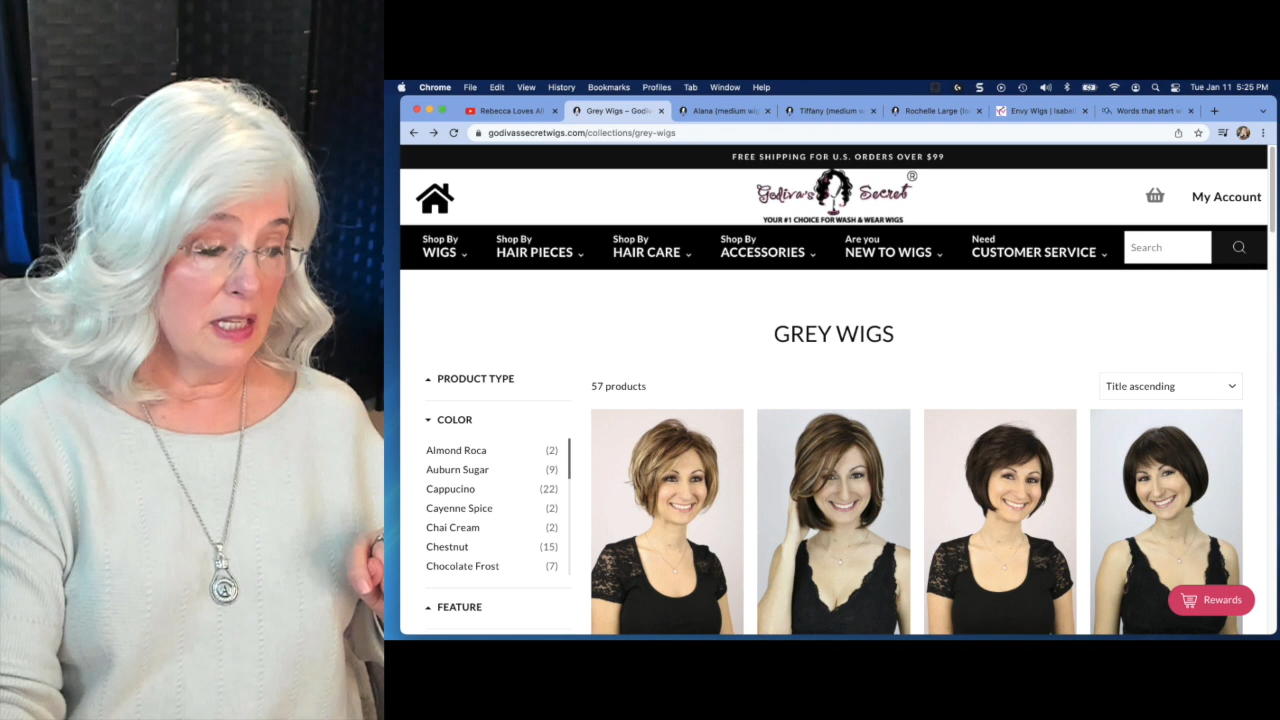 Chrome File Edit View History Bookmarks Profiles Tab Window Help Tue Jan 11 5:25 PM
Rebecca Loves All Grey Wigs – Godiv Alana (medium wig Tiffany (medium w Rochelle Large (lo Envy Wigs | Isabell Words that start w
godivassecretwigs.com/collections/grey-wigs
FREE SHIPPING FOR U.S. ORDERS OVER $99
Godiva's Secret ®
YOUR #1 CHOICE FOR WASH & WEAR WIGS
My Account
Shop By WIGS
Shop By HAIR PIECES
Shop By HAIR CARE
Shop By ACCESSORIES
Are you NEW TO WIGS
Need CUSTOMER SERVICE
Search
GREY WIGS
PRODUCT TYPE
57 products
Title ascending
COLOR
Almond Roca (2)
Auburn Sugar (9)
Cappucino (22)
Cayenne Spice (2)
Chai Cream (2)
Chestnut (15)
Chocolate Frost (7)
FEATURE
Rewards